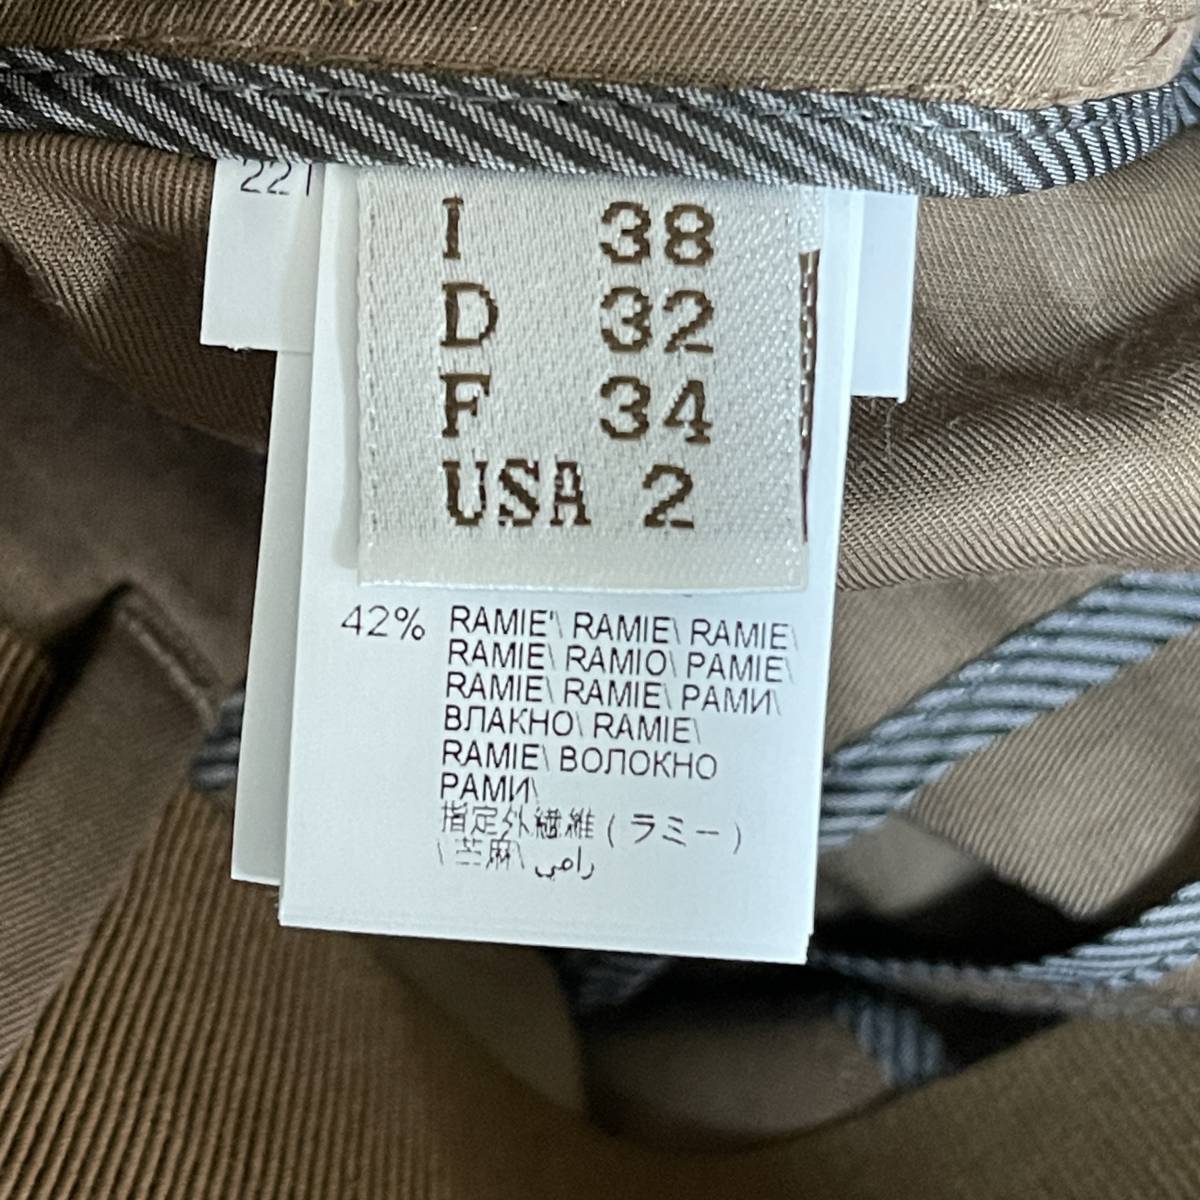 221
I 38
D 32
F 34
USA 2
42% RAMIE'\ RAMIE\ RAMIE\
RAMIE\ RAMIO\ PAMIE\
RAMIE\ RAMIE\ РАМИ\
ВЛАКНО\ RAMIE\
RAMIE\ ВОЛОКНО
РАМИ\
指定外繊維 ( ラミー )
\ 苎麻\ رامي